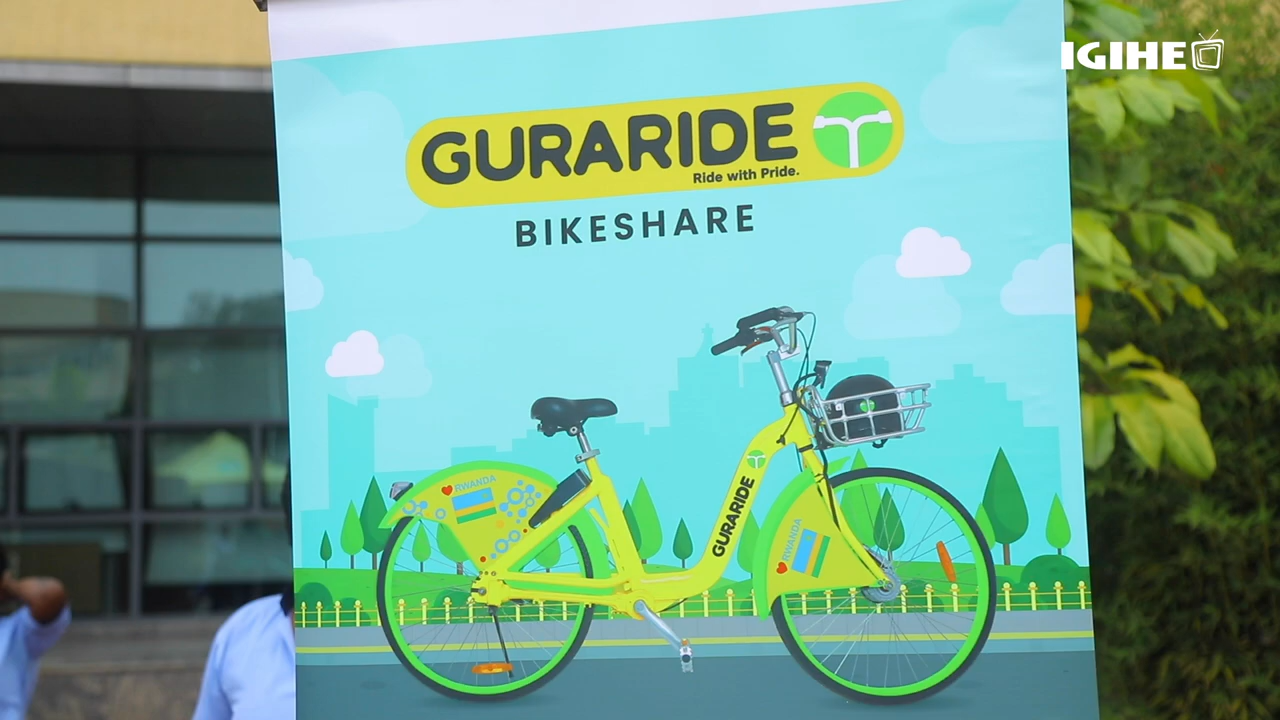 IGIHE
GURARIDE
Ride with Pride.
BIKESHARE
RWANDA
GURARIDE
RWANDA